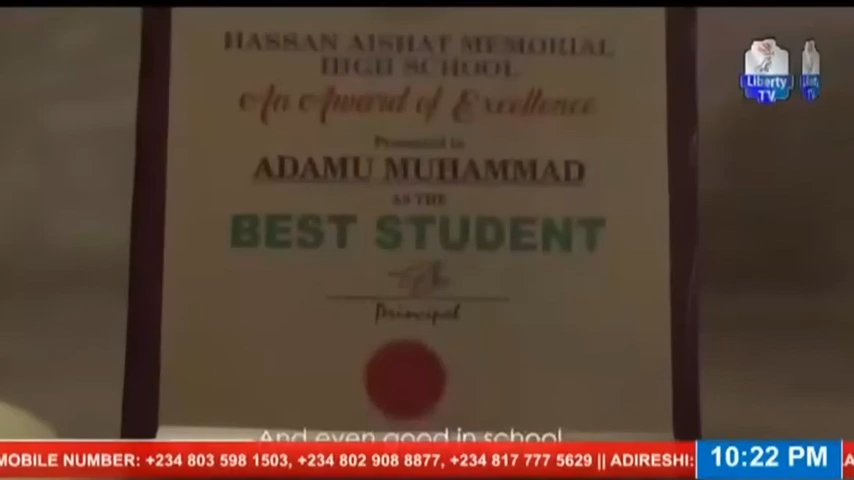 HASSAN AISHAT MEMORIAL
HIGH SCHOOL
An Award of Excellence
Presented to
ADAMU MUHAMMAD
AS THE
BEST STUDENT
Principal
And even good in school
Liberty
TV
MOBILE NUMBER: +234 803 598 1503, +234 802 908 8877, +234 817 777 5629 || ADIRESHI:
10:22 PM
A